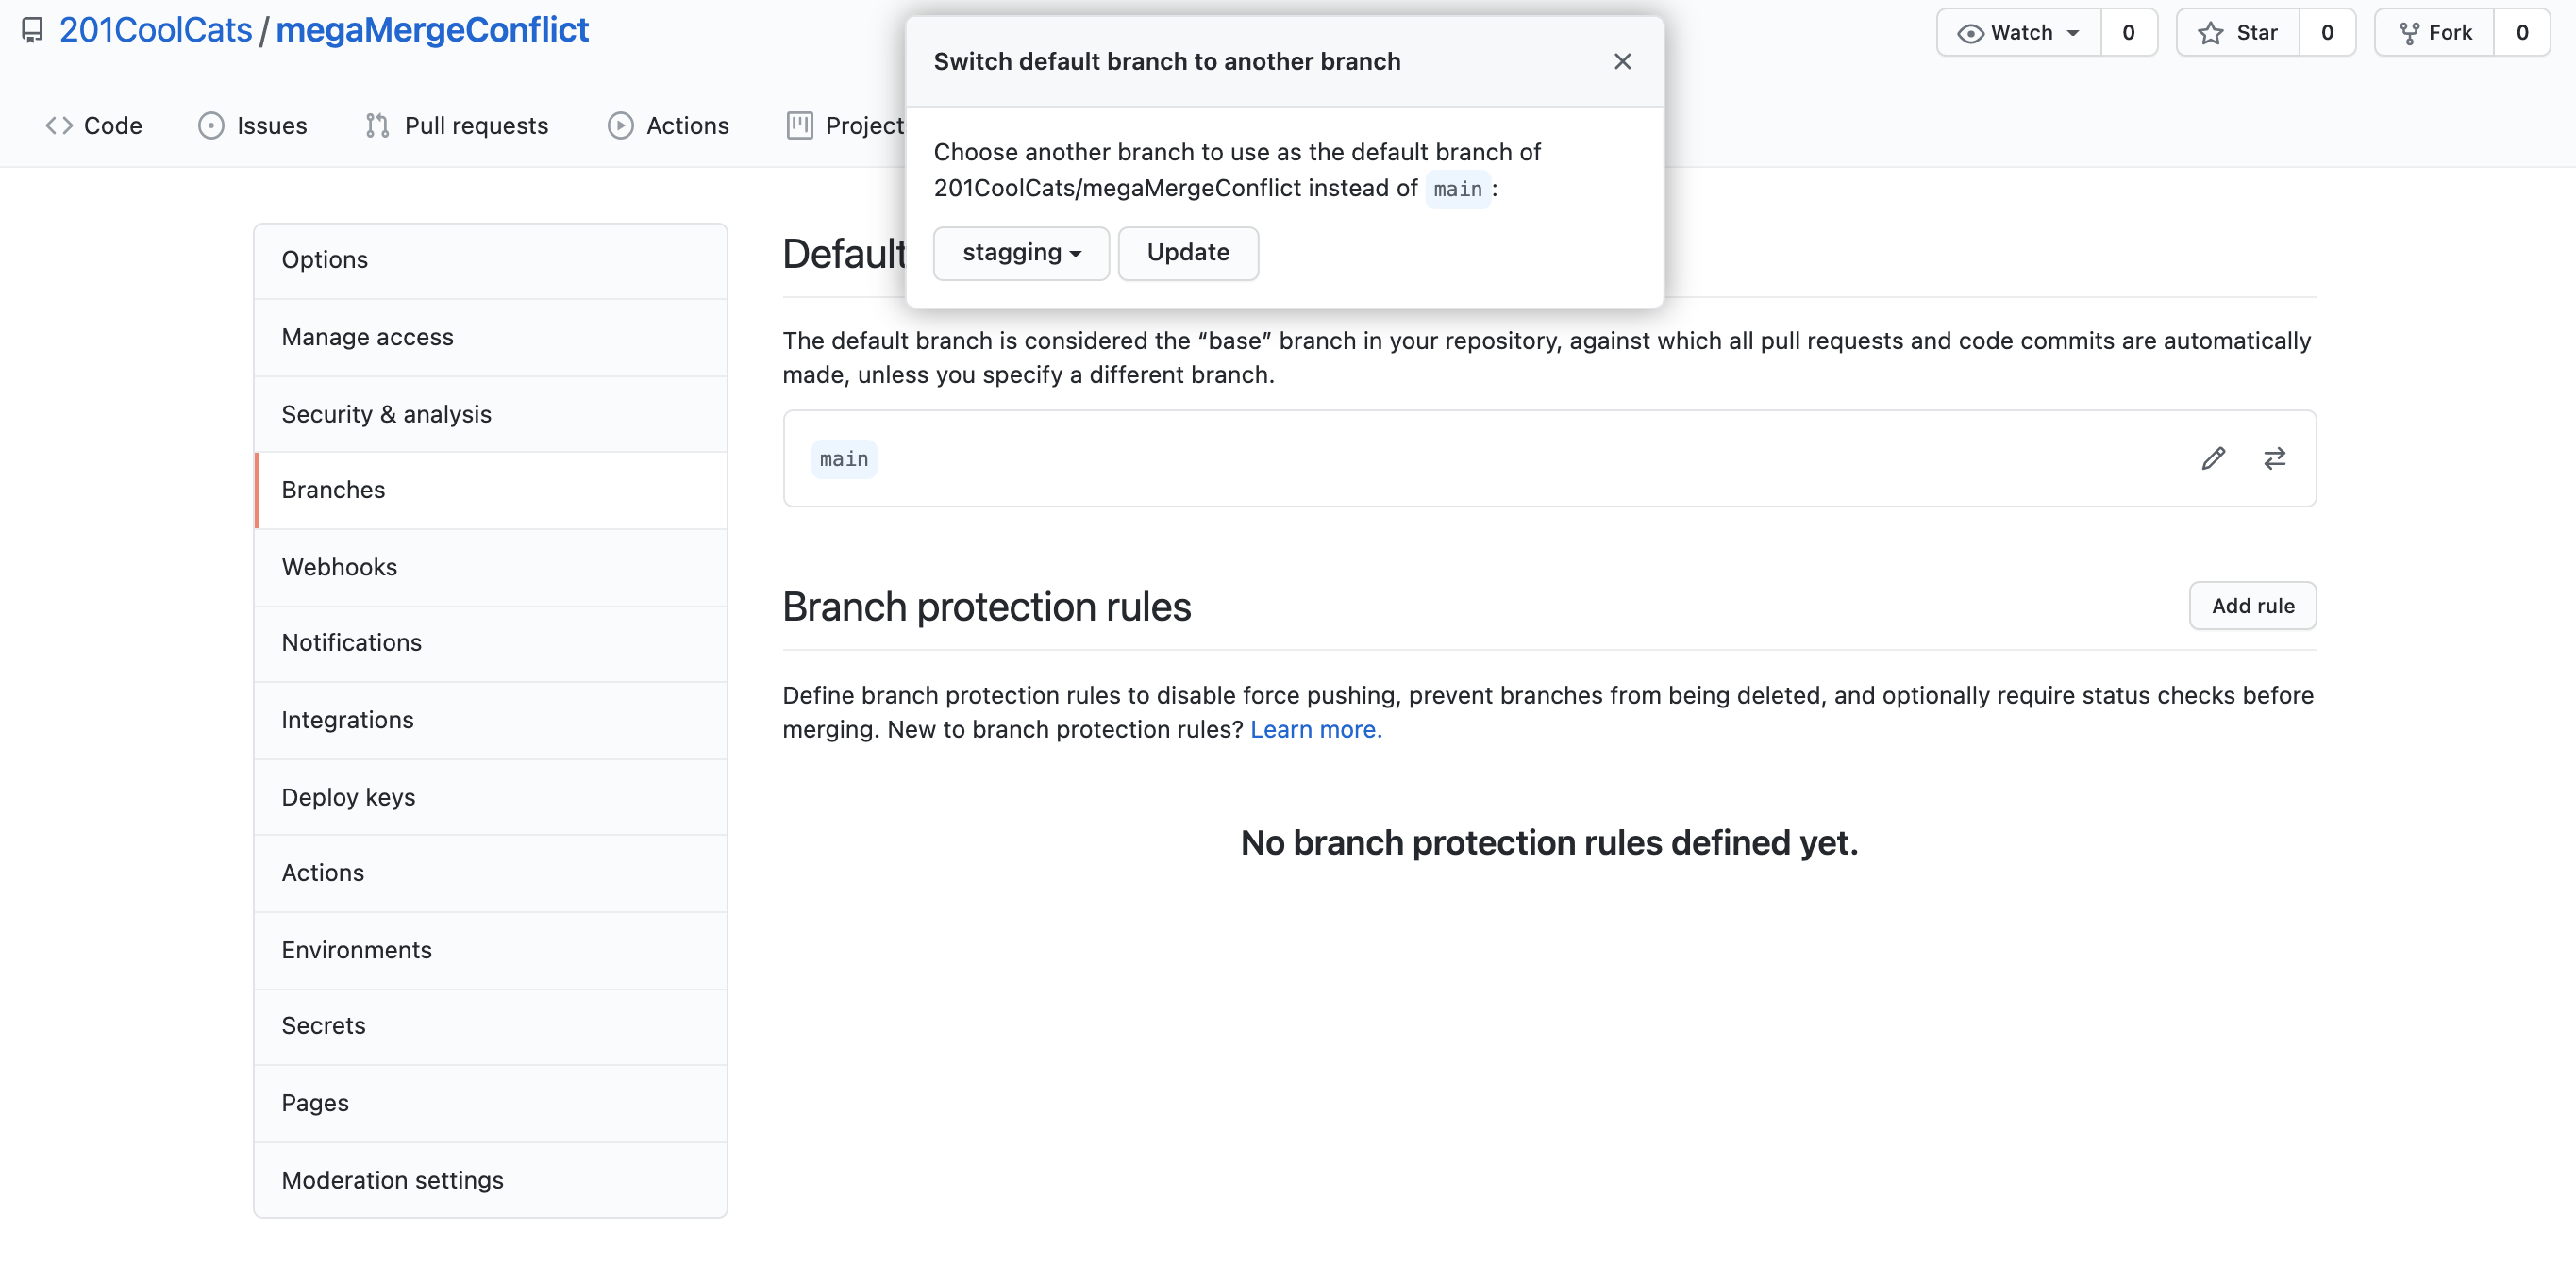 201CoolCats / megaMergeConflict
Watch 0
Star 0
Fork 0
Code
Issues
Pull requests
Actions
Project
Switch default branch to another branch
Choose another branch to use as the default branch of
201CoolCats/megaMergeConflict instead of main :
stagging
Update
Options
Manage access
Security & analysis
Branches
Webhooks
Notifications
Integrations
Deploy keys
Actions
Environments
Secrets
Pages
Moderation settings
Default
The default branch is considered the “base” branch in your repository, against which all pull requests and code commits are automatically
made, unless you specify a different branch.
main
Branch protection rules
Add rule
Define branch protection rules to disable force pushing, prevent branches from being deleted, and optionally require status checks before
merging. New to branch protection rules? Learn more.
No branch protection rules defined yet.